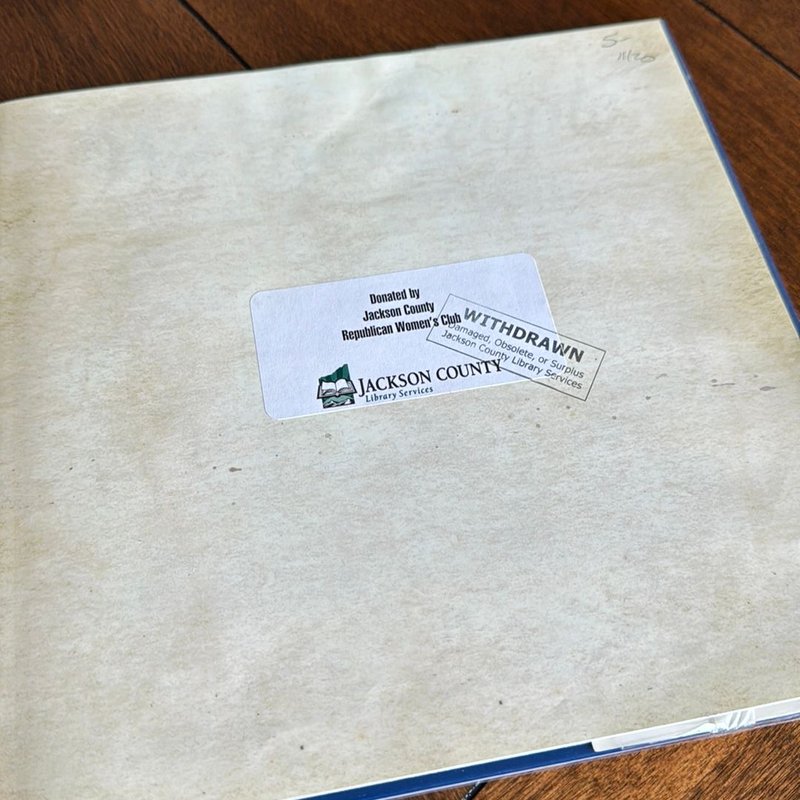 5-
Donated by
Jackson County
Republican Women's Club
JACKSON COUNTY
Library Services
WITHDRAWN
Damaged, Obsolete, or Surplus
Jackson County Library Services